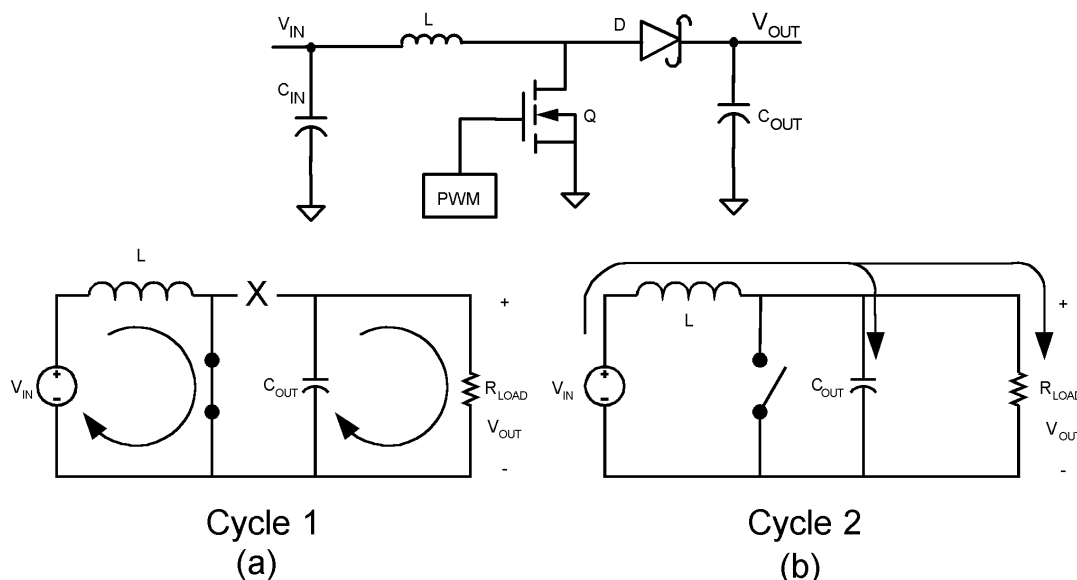 V_IN
L
D
V_OUT
C_IN
Q
C_OUT
PWM
L
X
V_IN
+
-
C_OUT
+
R_LOAD
V_OUT
-
Cycle 1
(a)
L
V_IN
+
-
C_OUT
+
R_LOAD
V_OUT
-
Cycle 2
(b)